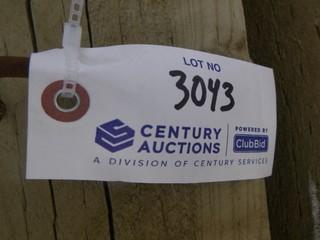 LOT NO
3043
CENTURY AUCTIONS
POWERED BY
ClubBid
A DIVISION OF CENTURY SERVICES